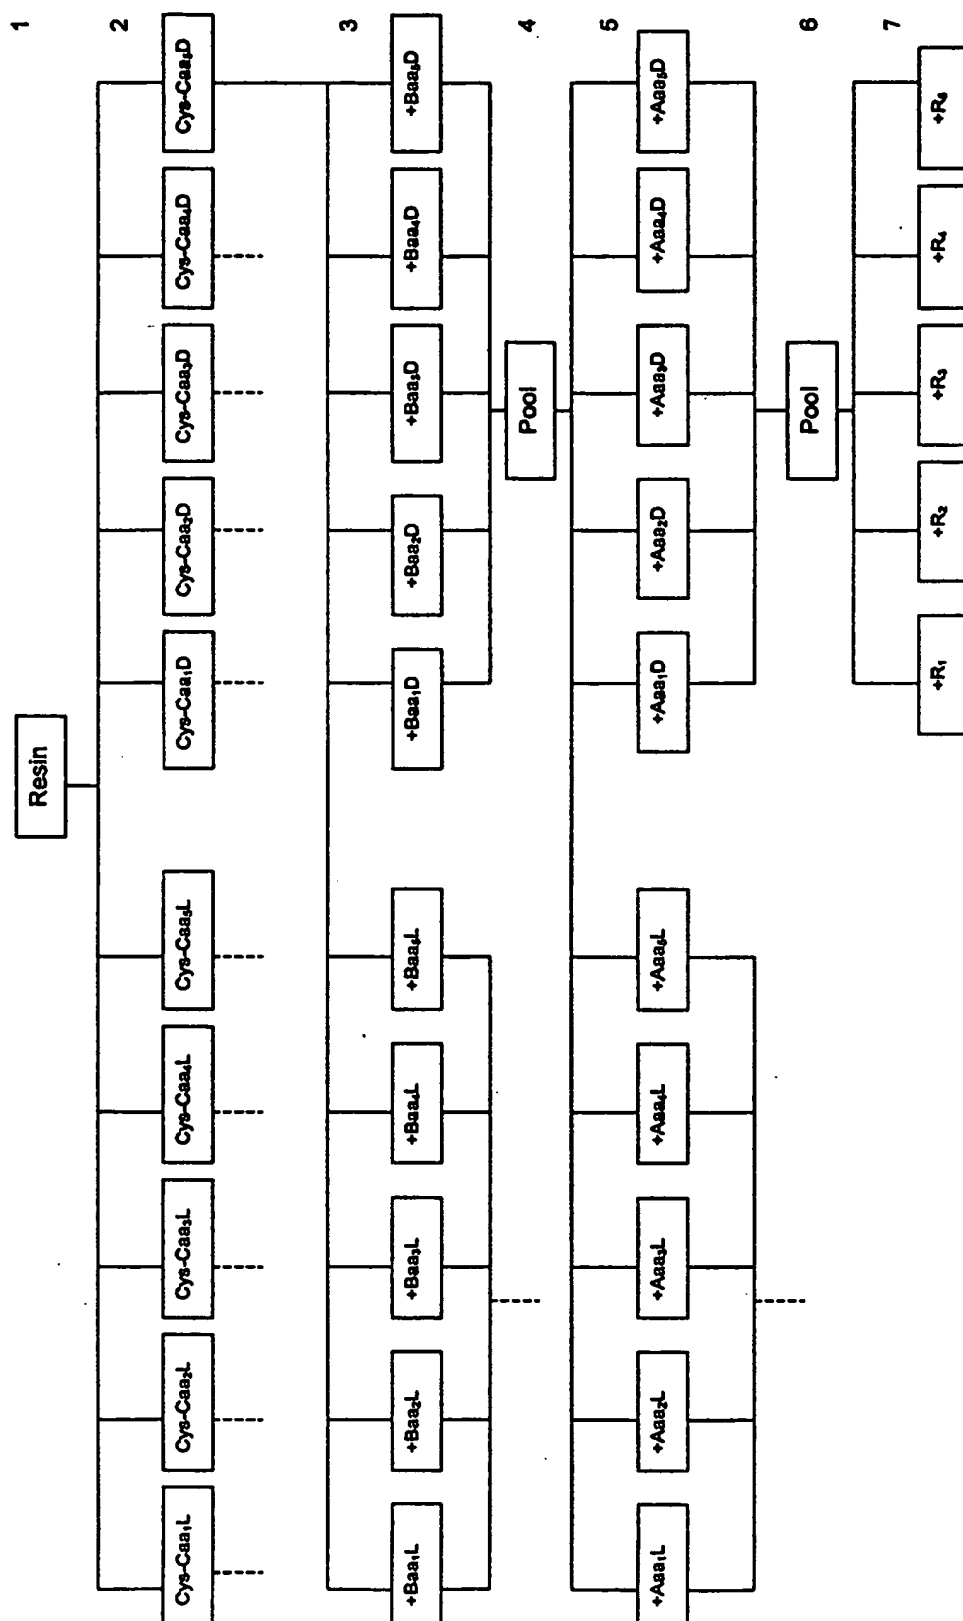 Resin 1
Cys-Caa₁L Cys-Caa₂L Cys-Caa₃L Cys-Caa₄L Cys-Caa₅L Cys-Caa₁D Cys-Caa₂D Cys-Caa₃D Cys-Caa₄D Cys-Caa₅D 2
+Baa₁L +Baa₂L +Baa₃L +Baa₄L +Baa₅L +Baa₁D +Baa₂D +Baa₃D +Baa₄D +Baa₅D 3
Pool 4
+Aaa₁L +Aaa₂L +Aaa₃L +Aaa₄L +Aaa₅L +Aaa₁D +Aaa₂D +Aaa₃D +Aaa₄D +Aaa₅D 5
Pool 6
+R₁ +R₂ +R₃ +R₄ +R₅ 7